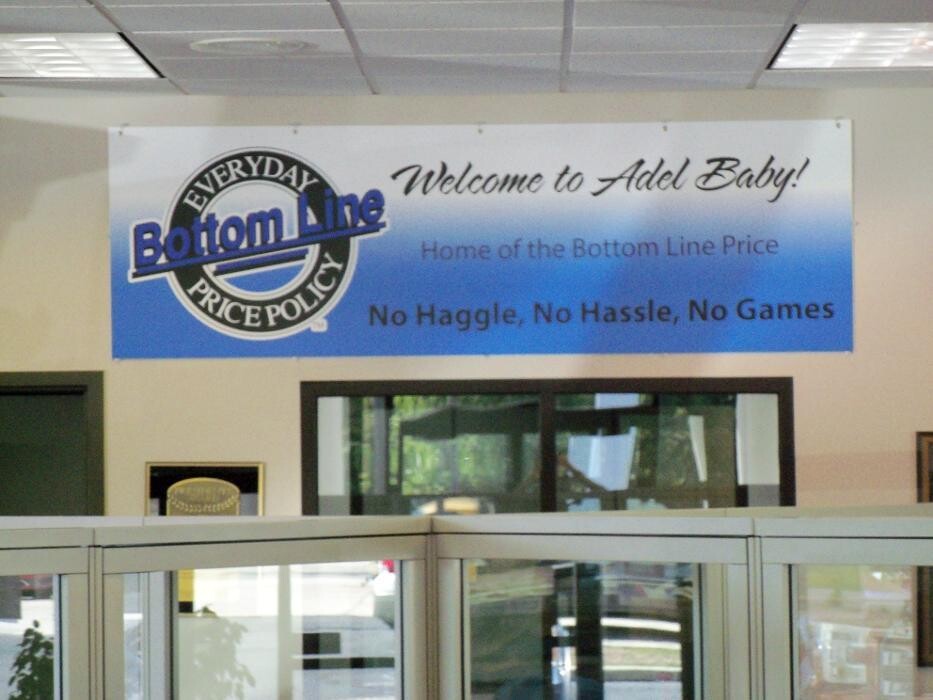 EVERYDAY
Bottom Line
PRICE POLICY
Welcome to Adel Baby!
Home of the Bottom Line Price
No Haggle, No Hassle, No Games